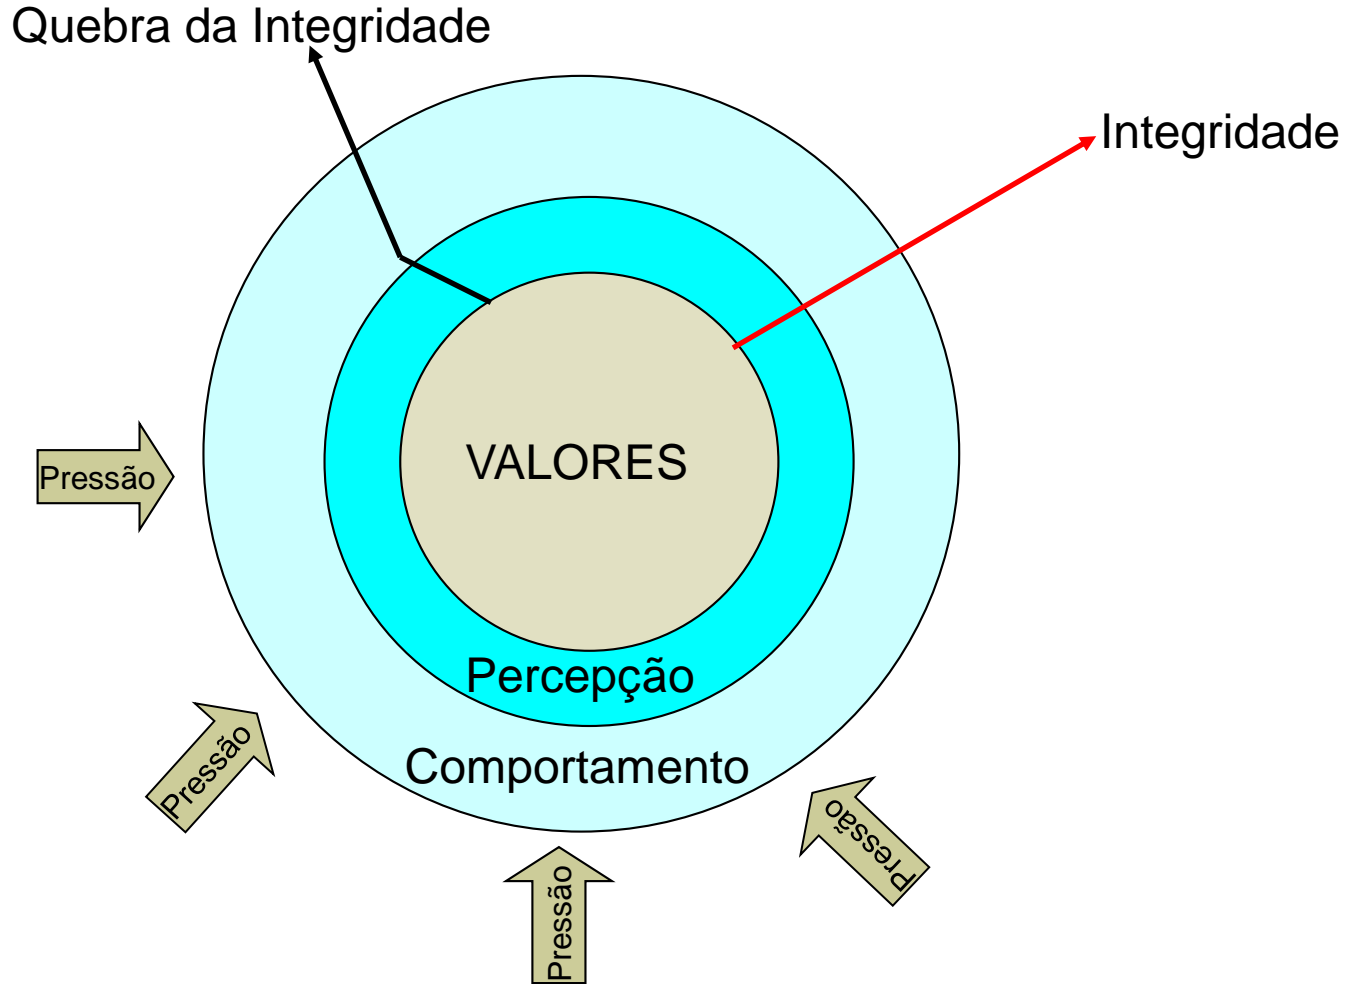 Quebra da Integridade
Integridade
VALORES
Pressão
Percepção
Pressão
Comportamento
Pressão
Pressão